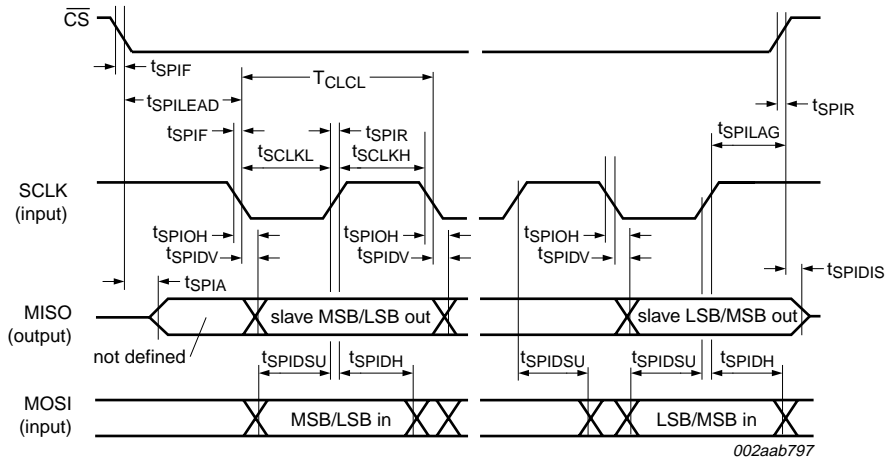 CS
tSPIF
TCLCL
tSPILEAD
tSPIR
tSPIF
tSPIR
tSPILAG
tSCLKL
tSCLKH
SCLK
(input)
tSPIOH
tSPIOH
tSPIOH
tSPIDV
tSPIDV
tSPIDV
tSPIA
tSPIDIS
MISO
(output)
slave MSB/LSB out
slave LSB/MSB out
not defined
tSPIDSU
tSPIDH
tSPIDSU
tSPIDSU
tSPIDH
MOSI
(input)
MSB/LSB in
LSB/MSB in
002aab797